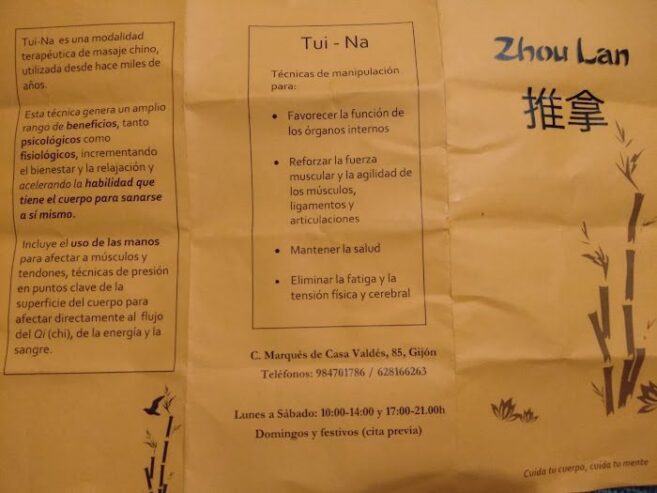 Tui-Na es una modalidad
terapéutica de masaje chino,
utilizada desde hace miles de
años.
Esta técnica genera un amplio
rango de beneficios, tanto
psicológicos como
fisiológicos, incrementando
el bienestar y la relajación y
acelerando la habilidad que
tiene el cuerpo para sanarse
a sí mismo.
Incluye el uso de las manos
para afectar a músculos y
tendones, técnicas de presión
en puntos clave de la
superficie del cuerpo para
afectar directamente al flujo
del Qi (chi), de la energía y la
sangre.
Tui - Na
Técnicas de manipulación
para:
• Favorecer la función de
los órganos internos
• Reforzar la fuerza
muscular y la agilidad de
los músculos,
ligamentos y
articulaciones
• Mantener la salud
• Eliminar la fatiga y la
tensión física y cerebral
C. Marqués de Casa Valdés, 85, Gijón
Teléfonos: 984701786 / 628166263
Lunes a Sábado: 10:00-14:00 y 17:00-21.00h
Domingos y festivos (cita previa)
Zhou Lan
推拿
Cuida tu cuerpo, cuida tu mente